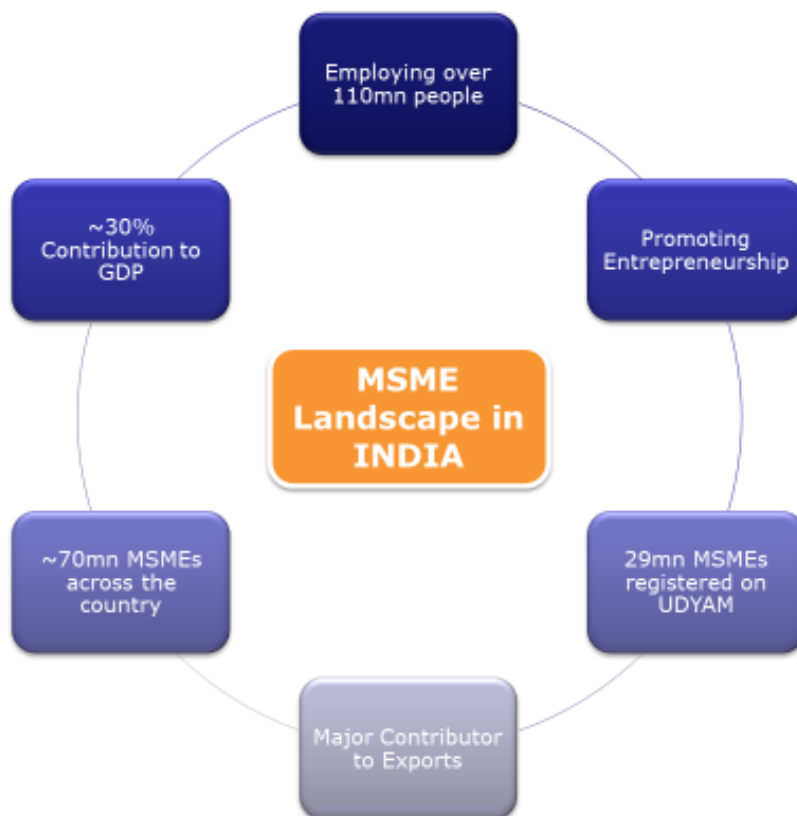 Employing over
110mn people
~30%
Contribution to
GDP
Promoting
Entrepreneurship
MSME
Landscape in
INDIA
~70mn MSMEs
across the
country
29mn MSMEs
registered on
UDYAM
Major Contributor
to Exports